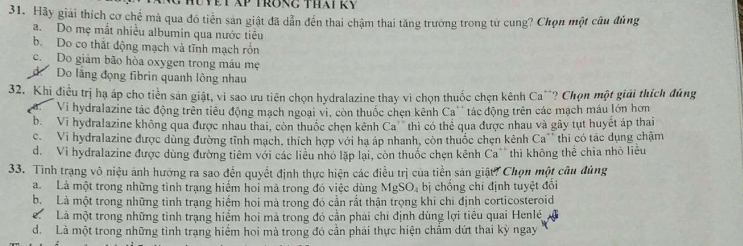 TĂNG HUYẾT ÁP TRONG THAI KỲ
31. Hãy giải thích cơ chế mà qua đó tiền sản giật đã dẫn đến thai chậm thai tăng trưởng trong tử cung? Chọn một câu đúng
a. Do mẹ mất nhiều albumin qua nước tiểu
b. Do co thắt động mạch và tĩnh mạch rốn
c. Do giảm bão hòa oxygen trong máu mẹ
d. Do lắng đọng fibrin quanh lông nhau
32. Khi điều trị hạ áp cho tiền sản giật, vì sao ưu tiên chọn hydralazine thay vì chọn thuốc chẹn kênh Ca⁺⁺? Chọn một giải thích đúng
a. Vì hydralazine tác động trên tiểu động mạch ngoại vi, còn thuốc chẹn kênh Ca⁺⁺ tác động trên các mạch máu lớn hơn
b. Vì hydralazine không qua được nhau thai, còn thuốc chẹn kênh Ca⁺⁺ thì có thể qua được nhau và gây tụt huyết áp thai
c. Vì hydralazine được dùng đường tĩnh mạch, thích hợp với hạ áp nhanh, còn thuốc chẹn kênh Ca⁺⁺ thì có tác dụng chậm
d. Vì hydralazine được dùng đường tiêm với các liều nhỏ lặp lại, còn thuốc chẹn kênh Ca⁺⁺ thì không thể chia nhỏ liều
33. Tình trạng vô niệu ảnh hưởng ra sao đến quyết định thực hiện các điều trị của tiền sản giật? Chọn một câu đúng
a. Là một trong những tình trạng hiếm hoi mà trong đó việc dùng MgSO₄ bị chống chỉ định tuyệt đối
b. Là một trong những tình trạng hiếm hoi mà trong đó cần rất thận trọng khi chỉ định corticosteroid
c. Là một trong những tình trạng hiếm hoi mà trong đó cần phải chỉ định dùng lợi tiểu quai Henlé
d. Là một trong những tình trạng hiếm hoi mà trong đó cần phải thực hiện chấm dứt thai kỳ ngay